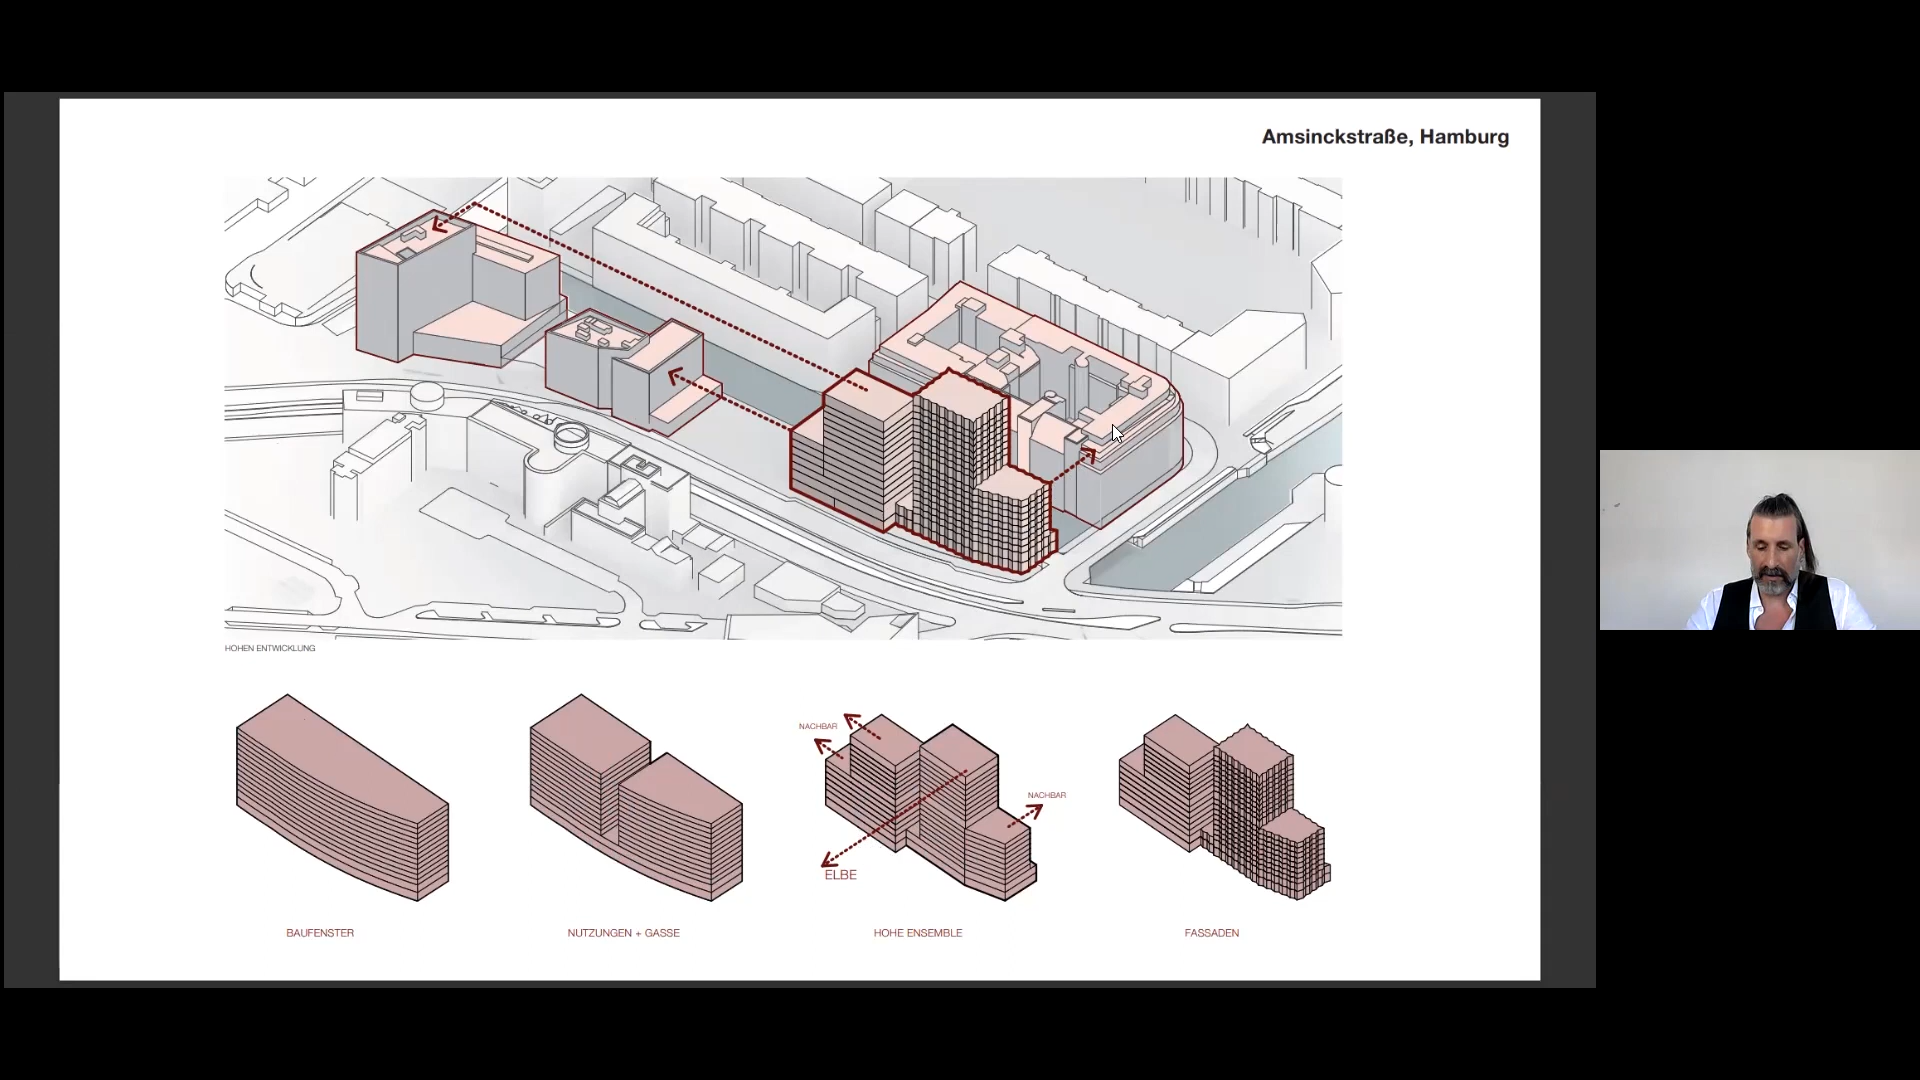 Amsinckstraße, Hamburg
HOHEN ENTWICKLUNG
NACHBAR
NACHBAR
ELBE
BAUFENSTER
NUTZUNGEN + GASSE
HOHE ENSEMBLE
FASSADEN